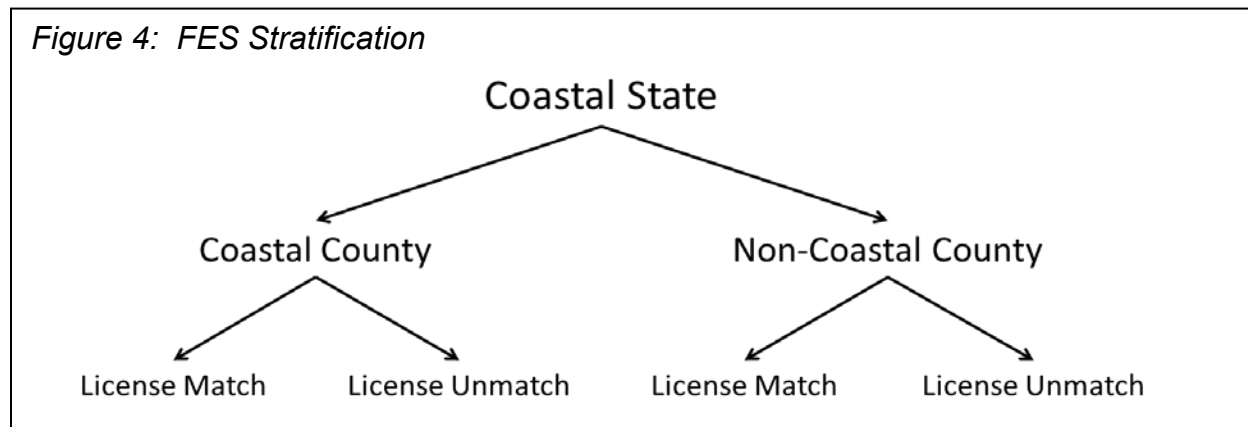 Figure 4: FES Stratification
Coastal State
Coastal County Non-Coastal County
License Match License Unmatch License Match License Unmatch